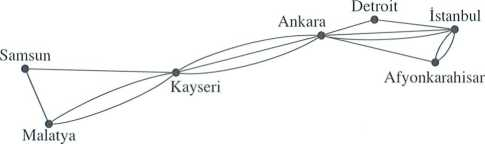 Detroit
İstanbul
Ankara
Samsun
Afyonkarahisar
Kayseri
Malatya